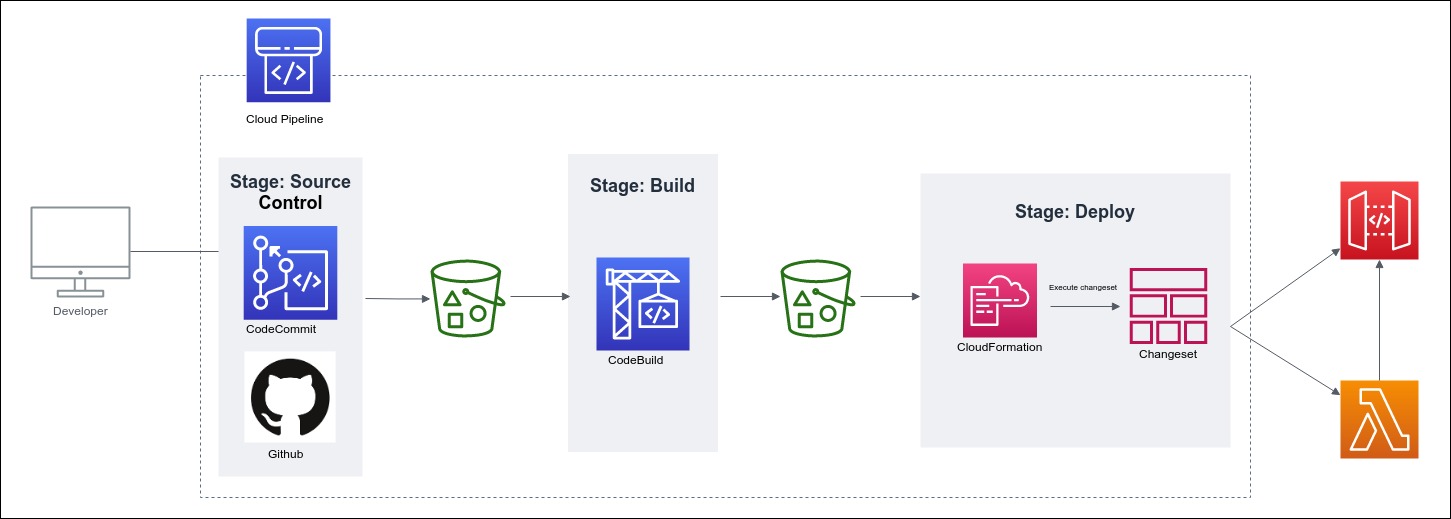 Cloud Pipeline
Stage: Source
Control
CodeCommit
Github
Developer
Stage: Build
CodeBuild
Stage: Deploy
CloudFormation
Execute changeset
Changeset